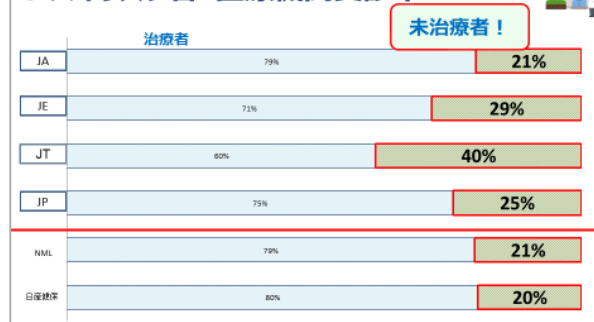 未治療者！
治療者
JA 79% 21%
JE 71% 29%
JT 60% 40%
JP 75% 25%
NML 79% 21%
日産健保 80% 20%